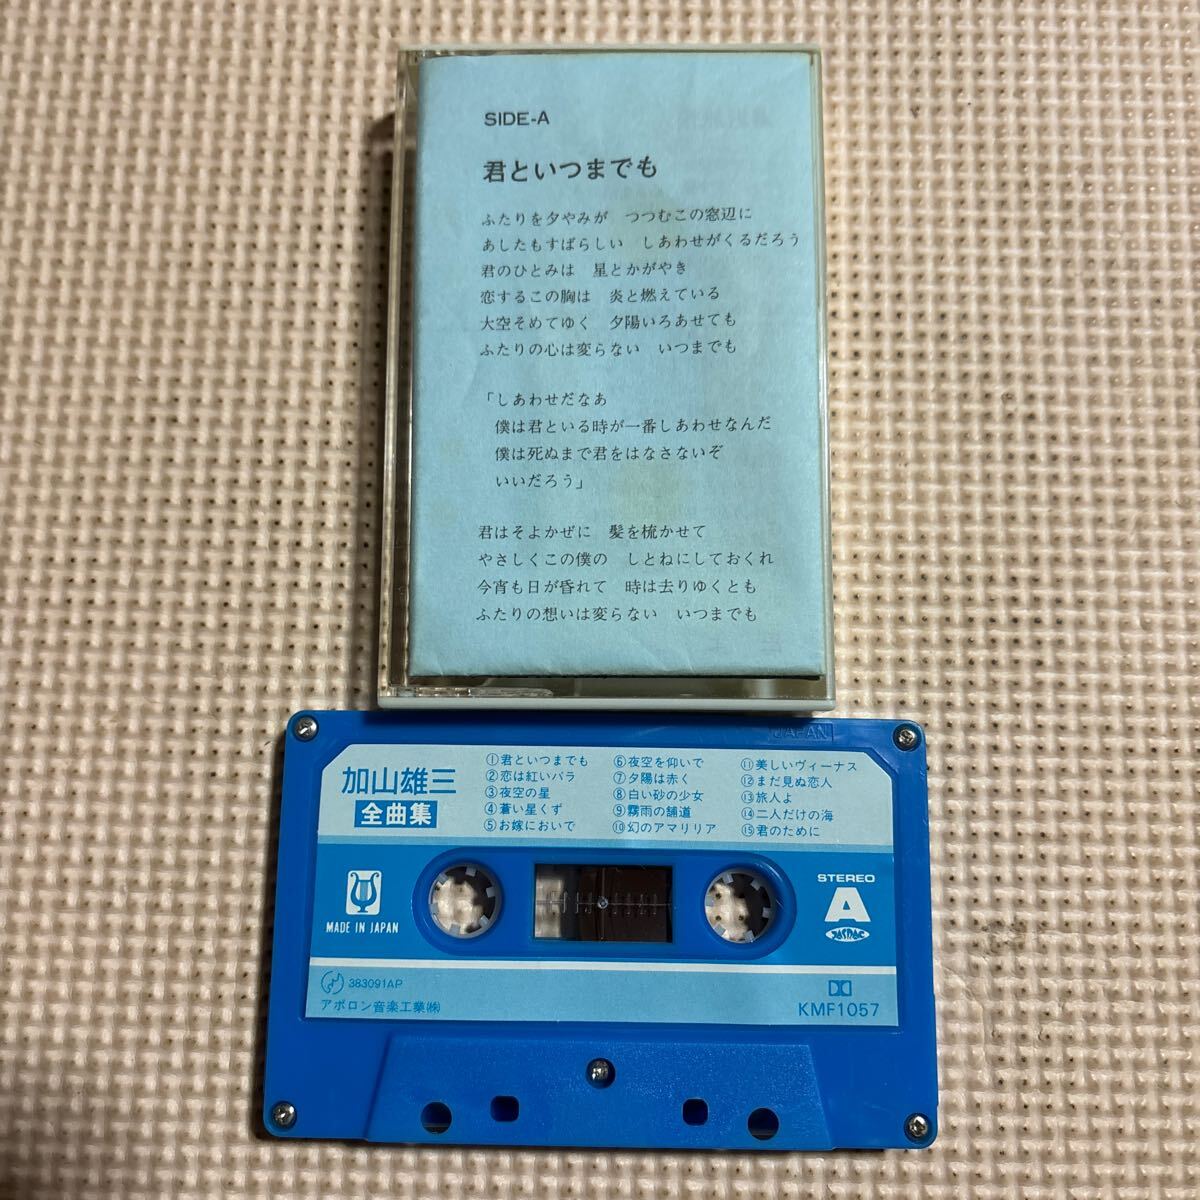 SIDE-A
君といつまでも
ふたりを夕やみが　つつむこの窓辺に
あしたもすばらしい　しあわせがくるだろう
君のひとみは　星とかがやき
恋するこの胸は　炎と燃えている
大空そめてゆく　夕陽いろあせても
ふたりの心は変らない　いつまでも
「しあわせだなあ
僕は君といる時が一番しあわせなんだ
僕は死ぬまで君をはなさないぞ
いいだろう」
君はそよかぜに　髪を梳かせて
やさしくこの僕の　しとねにしておくれ
今宵も日が昏れて　時は去りゆくとも
ふたりの想いは変らない　いつまでも
JAPAN
加山雄三
全曲集
①君といつまでも
②恋は紅いバラ
③夜空の星
④蒼い星くず
⑤お嫁においで
⑥夜空を仰いで
⑦夕陽は赤く
⑧白い砂の少女
⑨霧雨の舗道
⑩幻のアマリリア
⑪美しいヴィーナス
⑫まだ見ぬ恋人
⑬旅人よ
⑭二人だけの海
⑮君のために
MADE IN JAPAN
STEREO
A
JASRAC
383091AP
アポロン音楽工業㈱
KMF1057